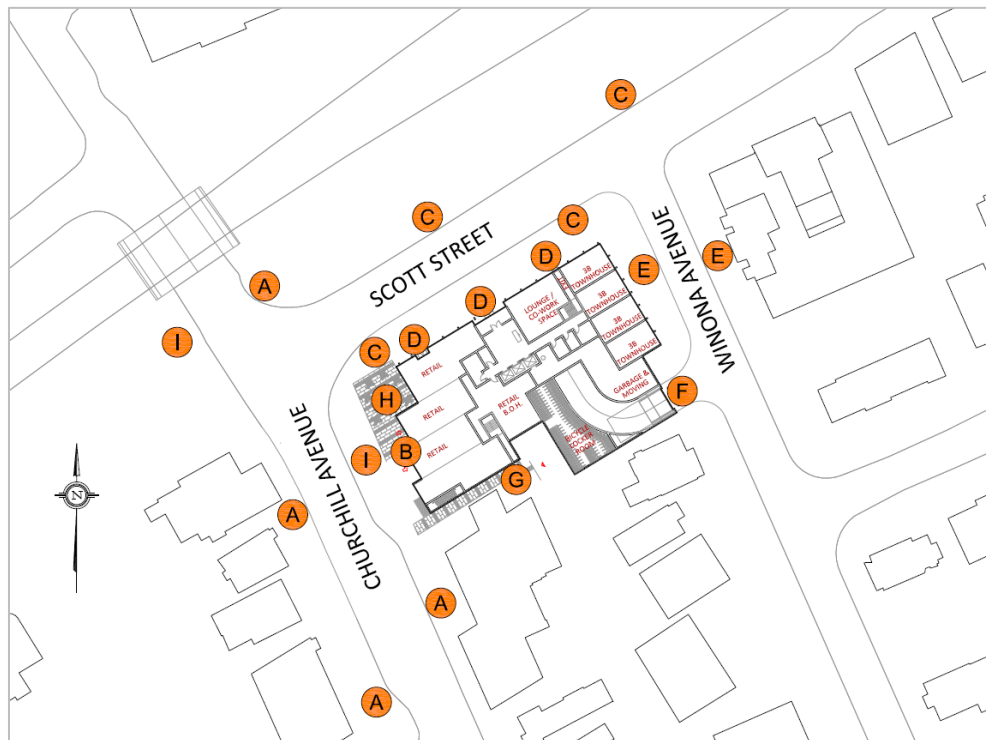 C
C
C
SCOTT STREET
WINONA AVENUE
E
E
D
D
D
A
I
C
3B
TOWNHOUSE
3B
TOWNHOUSE
3B
TOWNHOUSE
3B
TOWNHOUSE
LOUNGE /
CO-WORK
SPACE
RETAIL
RETAIL
RETAIL
RETAIL
B.O.H.
GARBAGE &
MOVING
BICYCLE
LOCKER
ROOM
H
B
I
F
G
CHURCHILL AVENUE
N
A
A
A